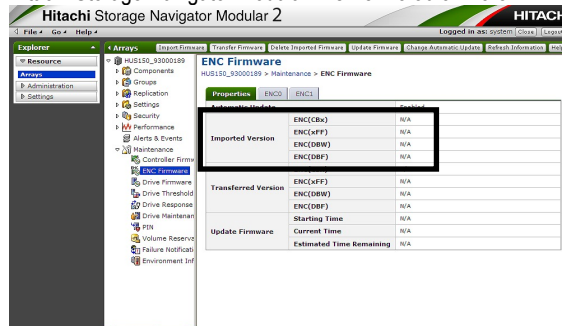 Hitachi Storage Navigator Modular 2
HITACH
File Go Help
Logged in as: system Close Logout
Explorer
Arrays
Import Firmware Transfer Firmware Delete Imported Firmware Update Firmware Change Automatic Update Refresh Information Help
Resource
Arrays
Administration
Settings
HUS150_93000189
Components
Groups
Replication
Settings
Security
Performance
Alerts & Events
Maintenance
Controller Firmw
ENC Firmware
Drive Firmware
Drive Threshold
Drive Response
Drive Maintenan
PIN
Volume Reserva
Failure Notificati
Environment Inf
ENC Firmware
HUS150_93000189 > Maintenance > ENC Firmware
Properties ENC0 ENC1
Automatic Update Enabled
Imported Version
ENC(CBx) N/A
ENC(xFF) N/A
ENC(DBW) N/A
ENC(DBF) N/A
Transferred Version
ENC(xFF) N/A
ENC(DBW) N/A
ENC(DBF) N/A
Update Firmware
Starting Time N/A
Current Time N/A
Estimated Time Remaining N/A